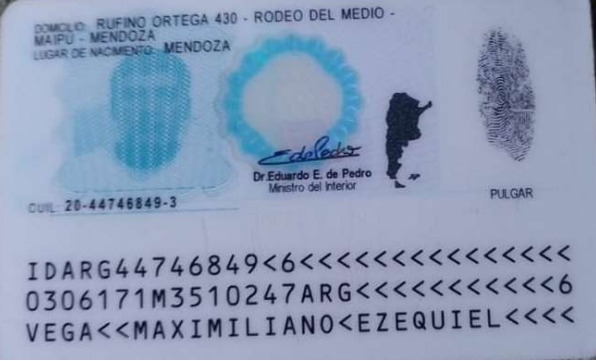 DOMICILIO: RUFINO ORTEGA 430 - RODEO DEL MEDIO -
MAIPU - MENDOZA
LUGAR DE NACIMIENTO: MENDOZA
Dr.Eduardo E. de Pedro
Ministro del Interior
CUIL: 20-44746849-3
PULGAR
IDARG44746849<6<<<<<<<<<<<<<<<
0306171M3510247ARG<<<<<<<<<<<6
VEGA<<MAXIMILIANO<EZEQUIEL<<<<